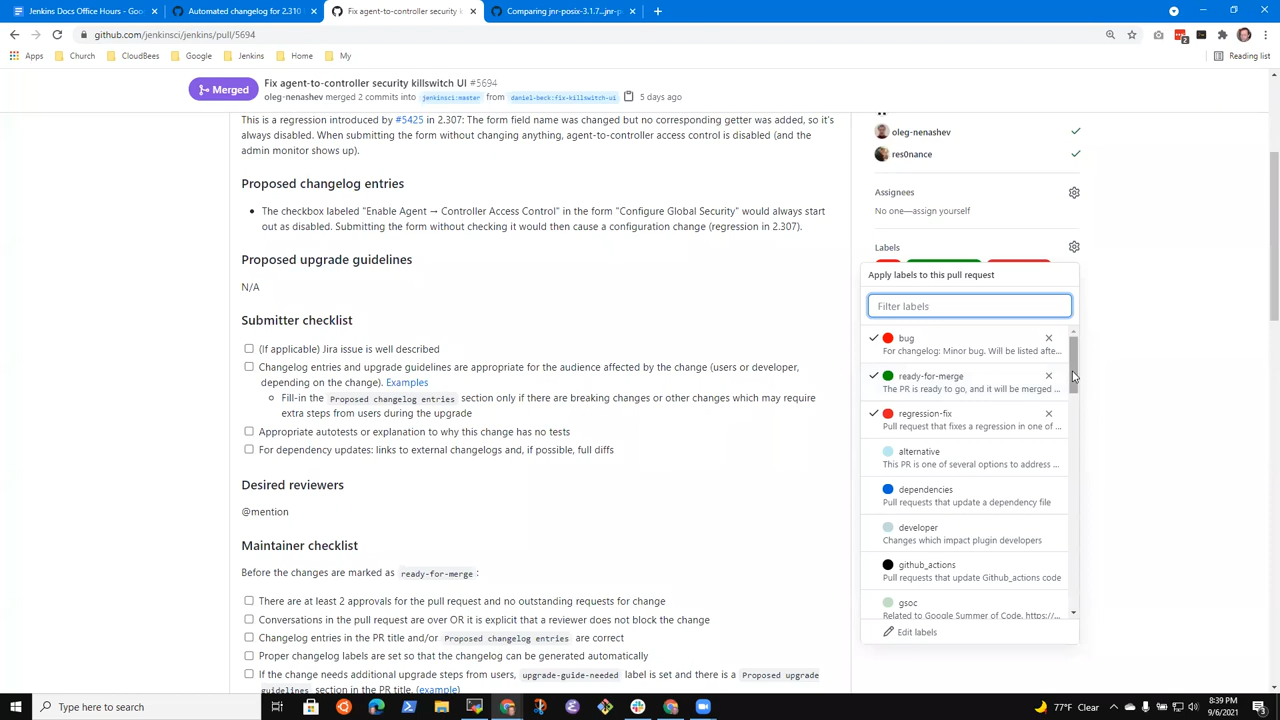 Jenkins Docs Office Hours - Goo
Automated changelog for 2.310
Fix agent-to-controller security k
Comparing jnr-posix-3.1.7...jnr-p
github.com/jenkinsci/jenkins/pull/5694
2
Apps
Church
CloudBees
Google
Jenkins
Home
My
Reading list
Merged
Fix agent-to-controller security killswitch UI #5694
oleg-nenashev merged 2 commits into jenkinsci:master from daniel-beck:fix-killswitch-ui 5 days ago
This is a regression introduced by #5425 in 2.307: The form field name was changed but no corresponding getter was added, so it's
always disabled. When submitting the form without changing anything, agent-to-controller access control is disabled (and the
admin monitor shows up).
Proposed changelog entries
The checkbox labeled "Enable Agent → Controller Access Control" in the form "Configure Global Security" would always start
out as disabled. Submitting the form without checking it would then cause a configuration change (regression in 2.307).
Proposed upgrade guidelines
N/A
Submitter checklist
(If applicable) Jira issue is well described
Changelog entries and upgrade guidelines are appropriate for the audience affected by the change (users or developer,
depending on the change). Examples
Fill-in the Proposed changelog entries section only if there are breaking changes or other changes which may require
extra steps from users during the upgrade
Appropriate autotests or explanation to why this change has no tests
For dependency updates: links to external changelogs and, if possible, full diffs
Desired reviewers
@mention
Maintainer checklist
Before the changes are marked as ready-for-merge :
There are at least 2 approvals for the pull request and no outstanding requests for change
Conversations in the pull request are over OR it is explicit that a reviewer does not block the change
Changelog entries in the PR title and/or Proposed changelog entries are correct
Proper changelog labels are set so that the changelog can be generated automatically
If the change needs additional upgrade steps from users, upgrade-guide-needed label is set and there is a Proposed upgrade
guidelines section in the PR title. (example)
oleg-nenashev
res0nance
Assignees
No one—assign yourself
Labels
Apply labels to this pull request
Filter labels
bug
For changelog: Minor bug. Will be listed afte...
ready-for-merge
The PR is ready to go, and it will be merged ...
regression-fix
Pull request that fixes a regression in one of ...
alternative
This PR is one of several options to address ...
dependencies
Pull requests that update a dependency file
developer
Changes which impact plugin developers
github_actions
Pull requests that update Github_actions code
gsoc
Related to Google Summer of Code. https://...
Edit labels
Type here to search
77°F Clear
8:39 PM
9/6/2021
3